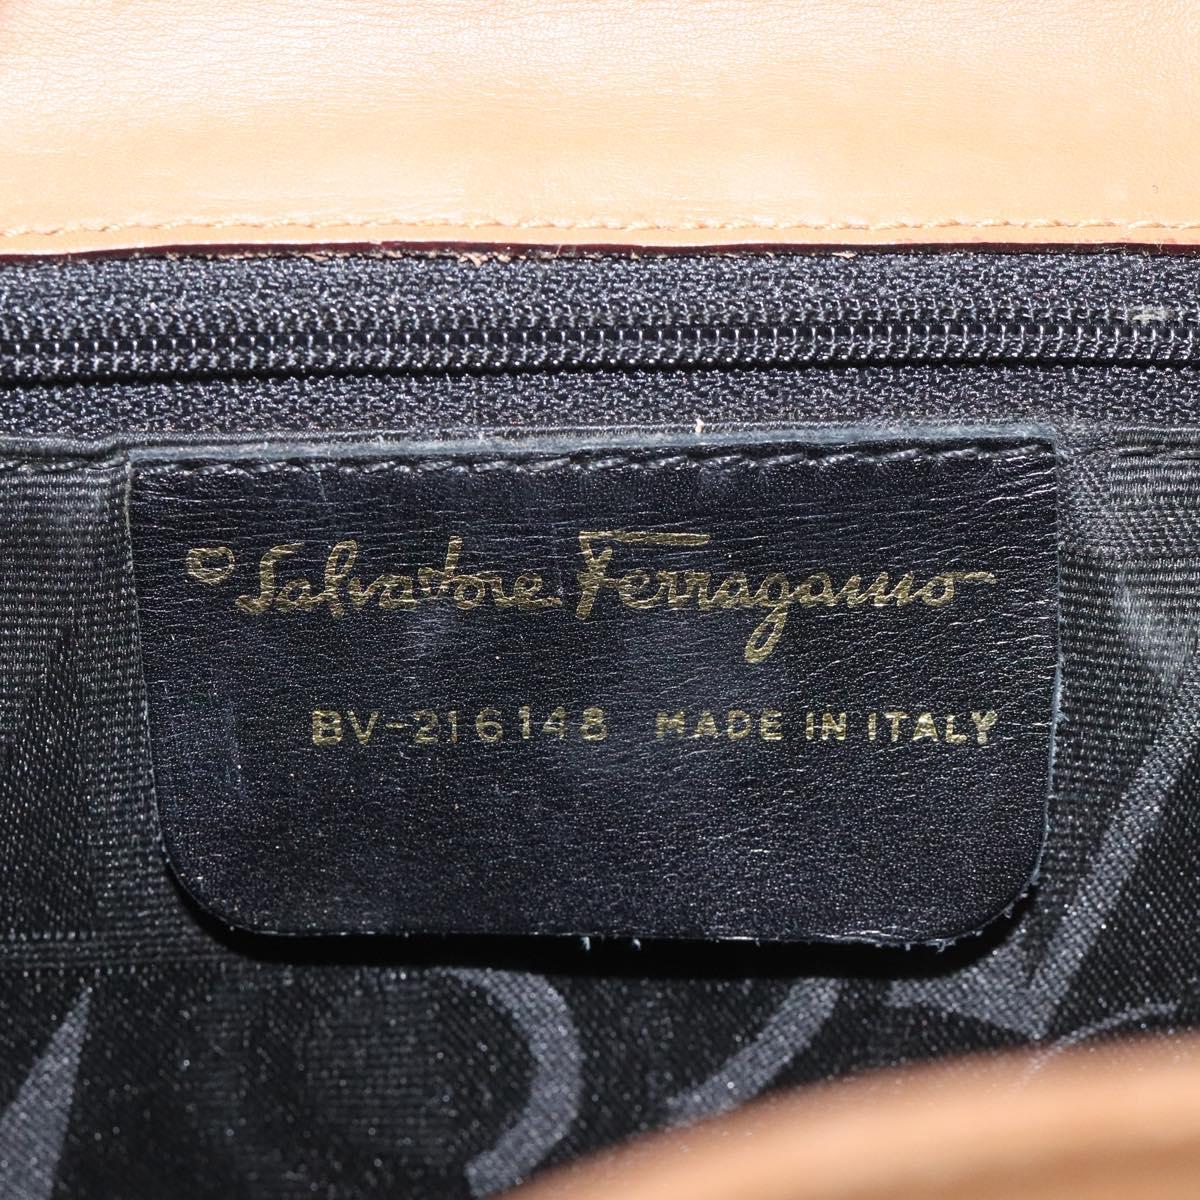 Salvatore Ferragamo
BV-216148 MADE IN ITALY